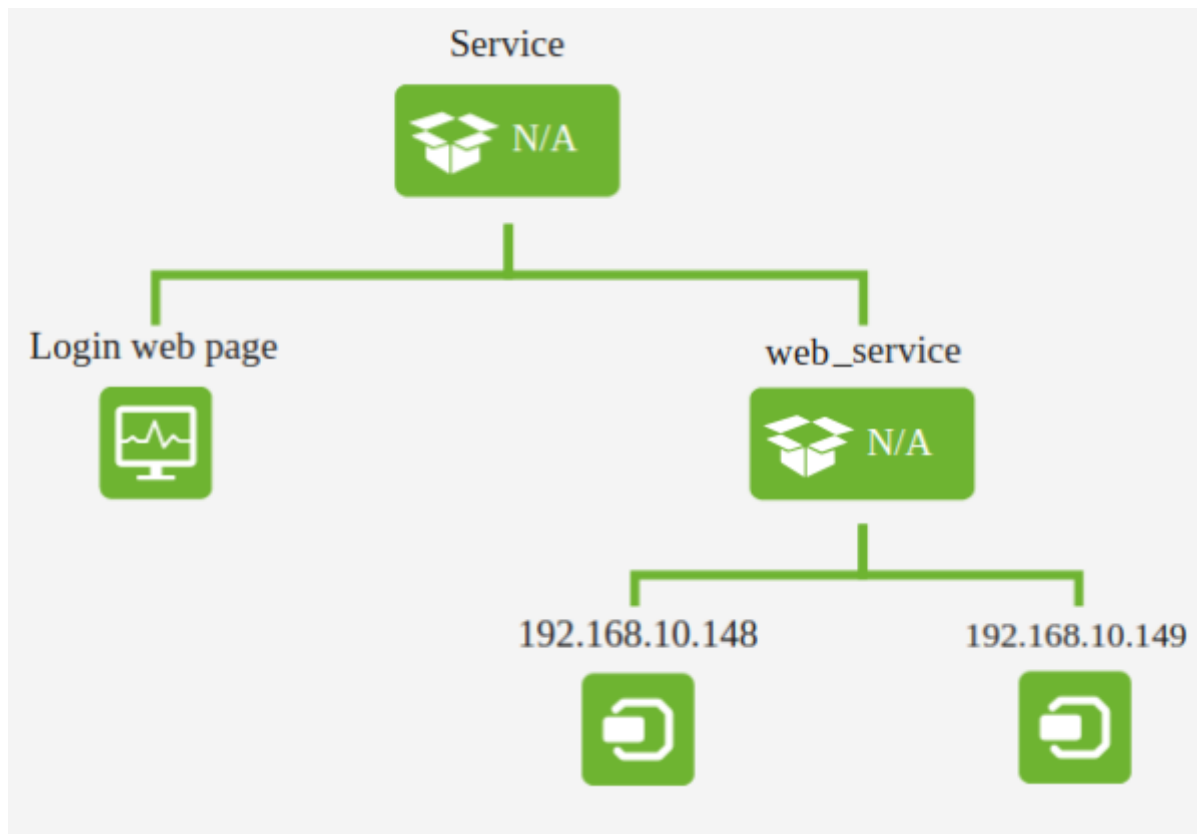 Service
N/A
Login web page
web_service
N/A
192.168.10.148
192.168.10.149